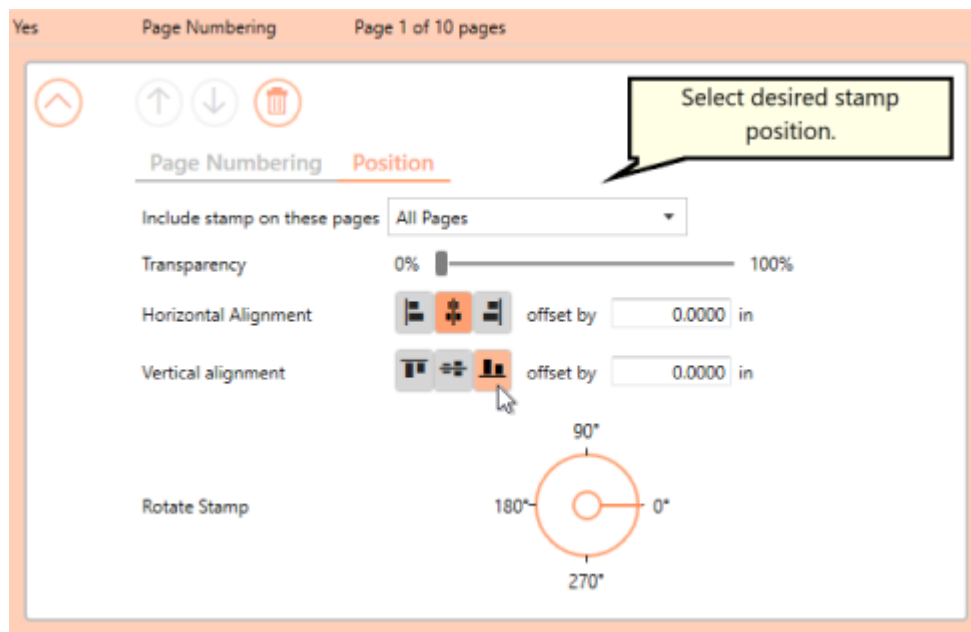 Yes Page Numbering Page 1 of 10 pages
Select desired stamp
position.
Page Numbering Position
Include stamp on these pages All Pages
Transparency 0% 100%
Horizontal Alignment offset by 0.0000 in
Vertical alignment offset by 0.0000 in
90°
Rotate Stamp 180° 0°
270°